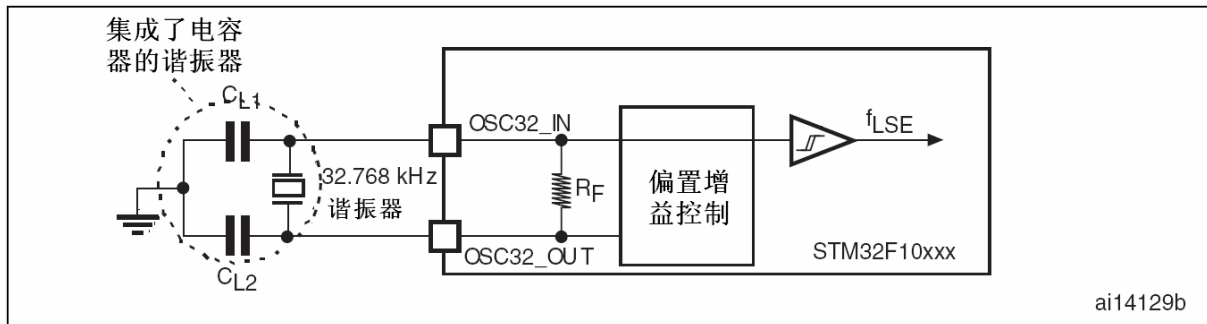 集成了电容
器的谐振器
CL1
OSC32_IN
fLSE
32.768 kHz
谐振器
RF
偏置增
益控制
OSC32_OUT
STM32F10xxx
CL2
ai14129b